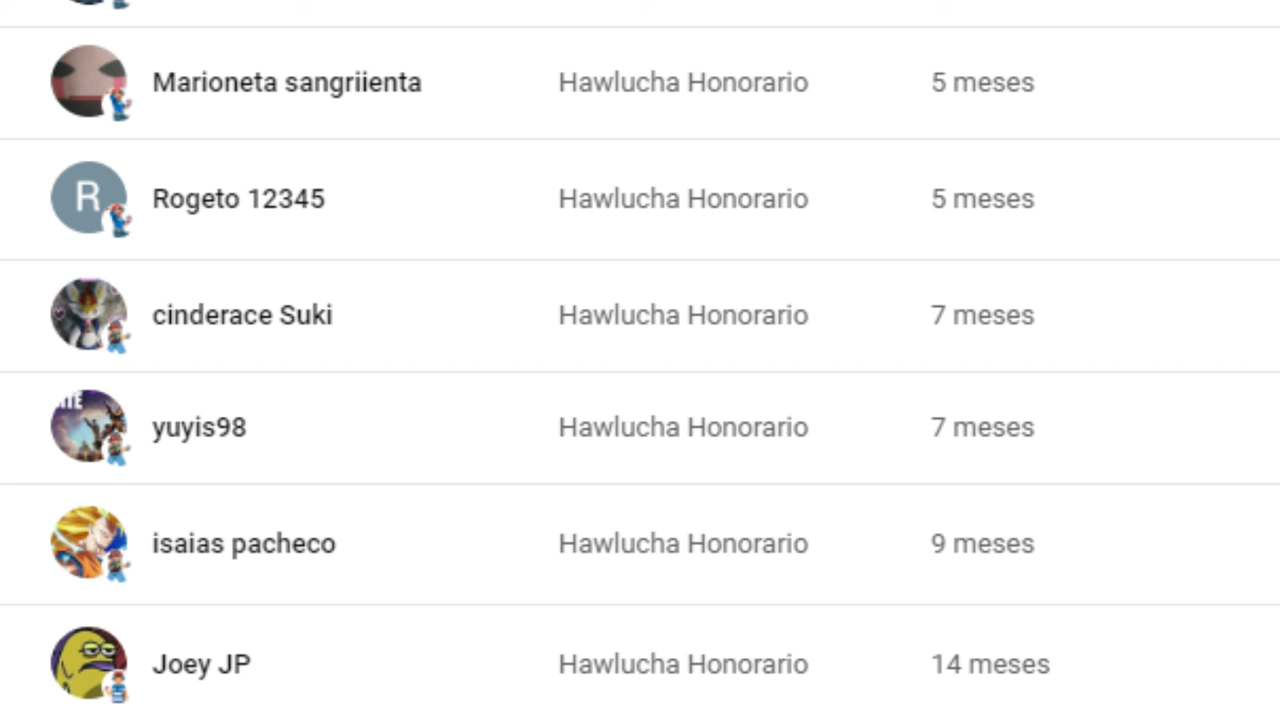 Marioneta sangriienta Hawlucha Honorario 5 meses
R
Rogeto 12345 Hawlucha Honorario 5 meses
cinderace Suki Hawlucha Honorario 7 meses
yuyis98 Hawlucha Honorario 7 meses
isaias pacheco Hawlucha Honorario 9 meses
Joey JP Hawlucha Honorario 14 meses